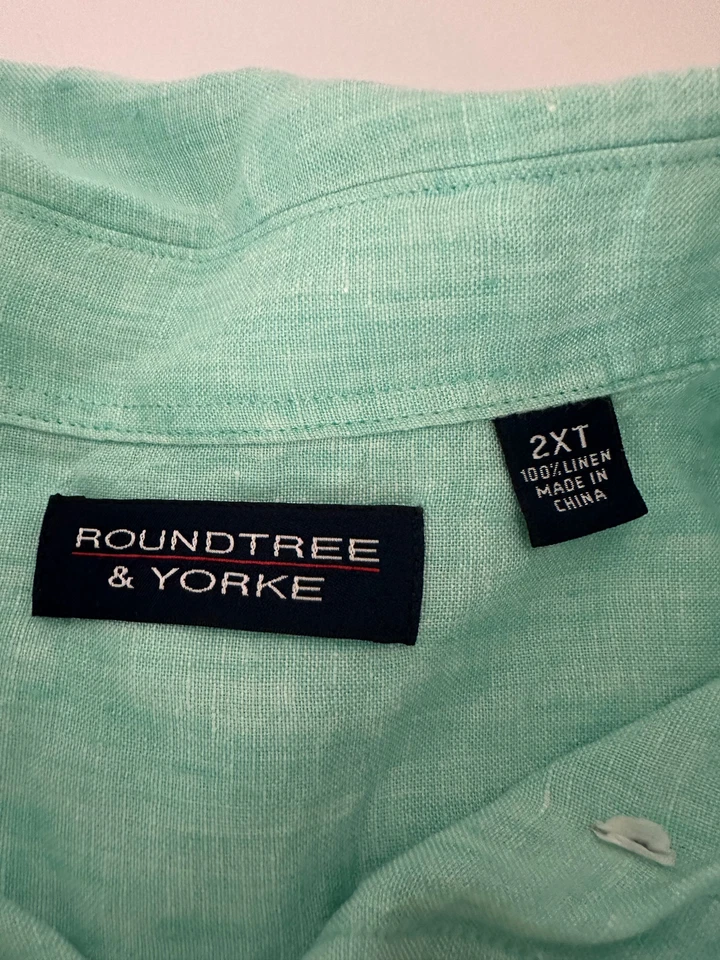 ROUNDTREE
& YORKE
2XT
100% LINEN
MADE IN
CHINA